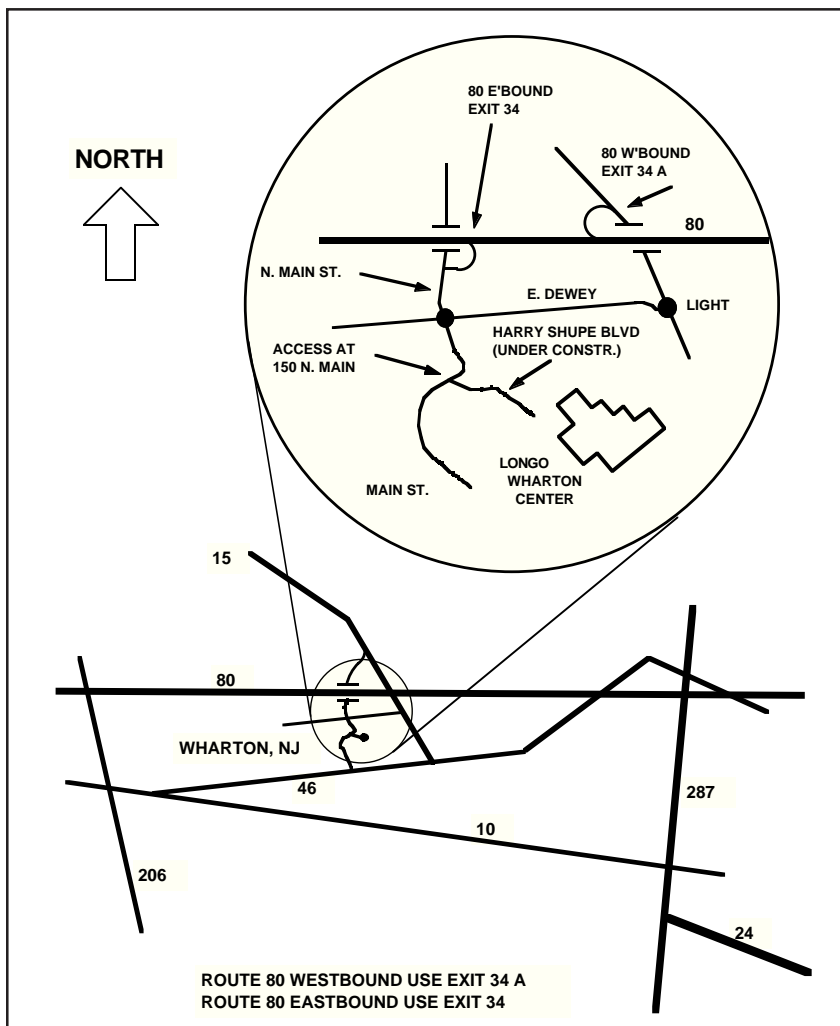 80 E'BOUND
EXIT 34
NORTH
80 W'BOUND
EXIT 34 A
80
N. MAIN ST.
E. DEWEY
LIGHT
HARRY SHUPE BLVD
(UNDER CONSTR.)
ACCESS AT
150 N. MAIN
LONGO
WHARTON
CENTER
MAIN ST.
15
80
WHARTON, NJ
46
287
10
206
24
ROUTE 80 WESTBOUND USE EXIT 34 A
ROUTE 80 EASTBOUND USE EXIT 34